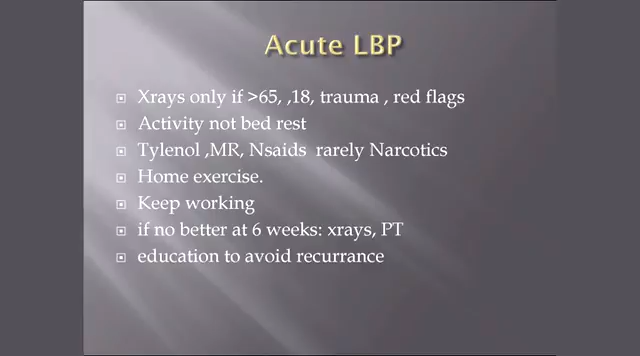 Acute LBP
Xrays only if >65, ,18, trauma , red flags
Activity not bed rest
Tylenol ,MR, Nsaids rarely Narcotics
Home exercise.
Keep working
if no better at 6 weeks: xrays, PT
education to avoid recurrance